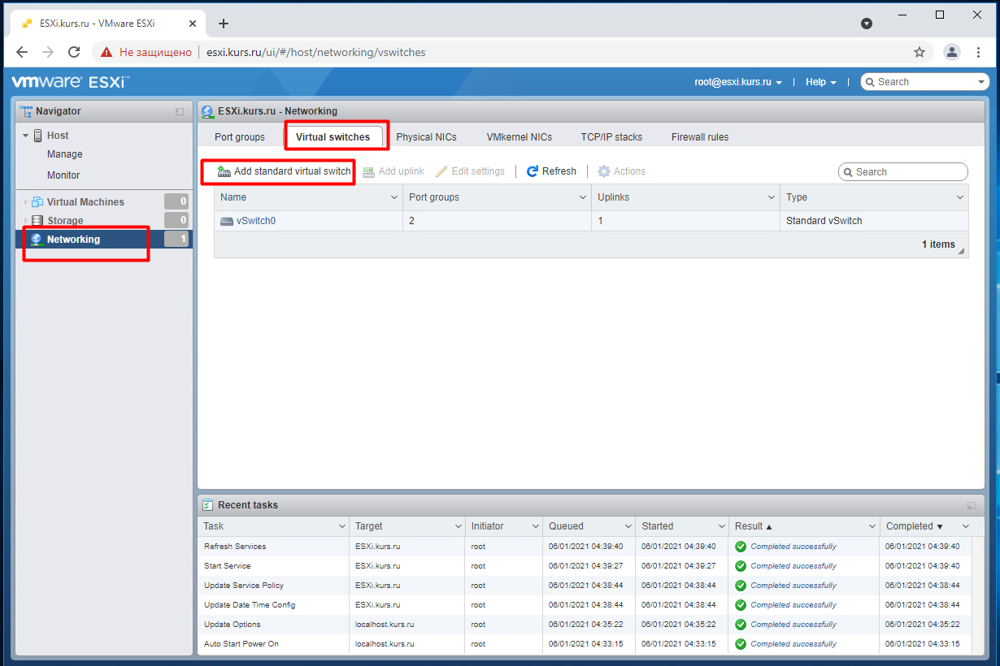 ESXi.kurs.ru - VMware ESXi
Не защищено esxi.kurs.ru/ui/#/host/networking/vswitches
vmware ESXi™ root@esxi.kurs.ru Help Search
Navigator
Host
Manage
Monitor
Virtual Machines 0
Storage 0
Networking 1
ESXi.kurs.ru - Networking
Port groups Virtual switches Physical NICs VMkernel NICs TCP/IP stacks Firewall rules
Add standard virtual switch Add uplink Edit settings Refresh Actions Search
Name Port groups Uplinks Type
vSwitch0 2 1 Standard vSwitch
1 items
Recent tasks
Task Target Initiator Queued Started Result Completed
Refresh Services ESXi.kurs.ru root 06/01/2021 04:39:40 06/01/2021 04:39:40 Completed successfully 06/01/2021 04:39:40
Start Service ESXi.kurs.ru root 06/01/2021 04:39:27 06/01/2021 04:39:27 Completed successfully 06/01/2021 04:39:40
Update Service Policy ESXi.kurs.ru root 06/01/2021 04:38:44 06/01/2021 04:38:44 Completed successfully 06/01/2021 04:38:44
Update Date Time Config ESXi.kurs.ru root 06/01/2021 04:38:44 06/01/2021 04:38:44 Completed successfully 06/01/2021 04:38:44
Update Options localhost.kurs.ru root 06/01/2021 04:35:22 06/01/2021 04:35:22 Completed successfully 06/01/2021 04:35:22
Auto Start Power On localhost.kurs.ru root 06/01/2021 04:33:15 06/01/2021 04:33:15 Completed successfully 06/01/2021 04:33:15